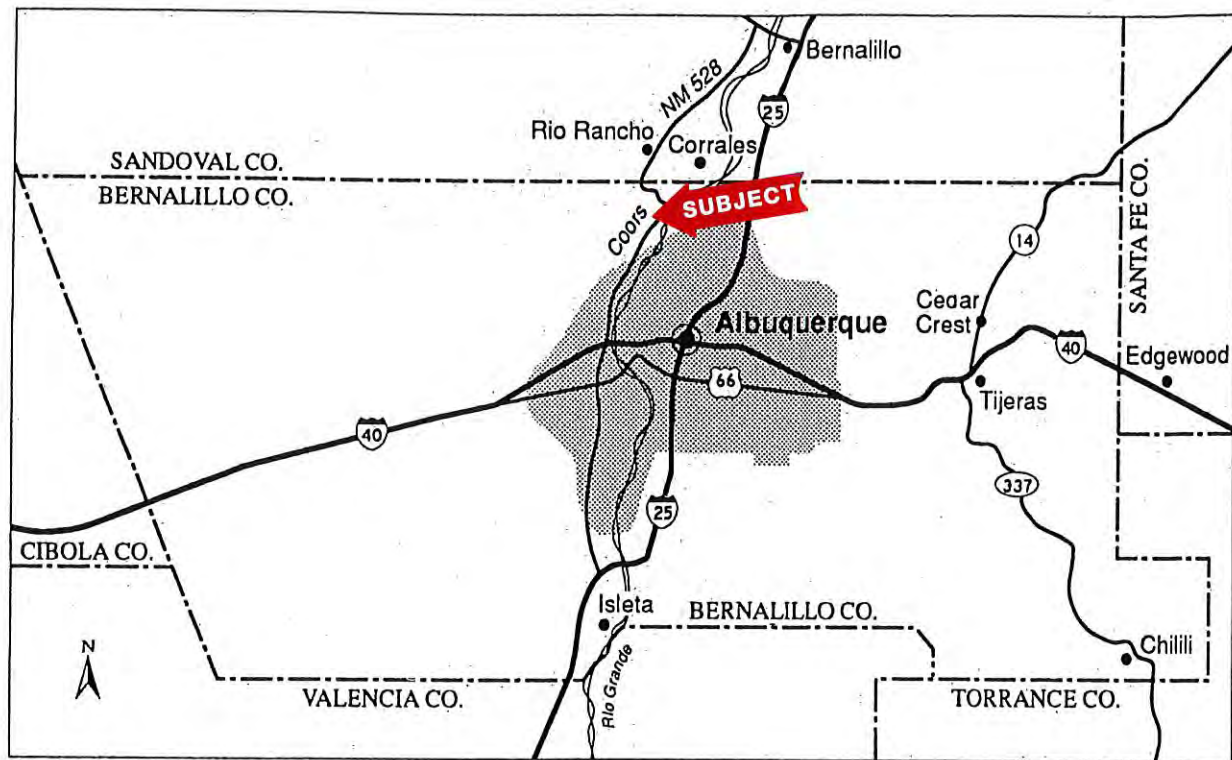 Bernalillo
NM 528
25
Rio Rancho
Corrales
SANDOVAL CO.
BERNALILLO CO.
SUBJECT
Coors
SANTA FE CO.
14
Cedar
Crest
Albuquerque
40
Edgewood
66
Tijeras
40
337
25
CIBOLA CO.
Isleta
BERNALILLO CO.
N
Chilili
VALENCIA CO.
Rio Grande
TORRANCE CO.